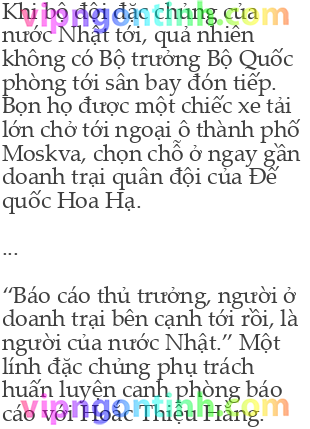 Khi bộ đội đặc chủng của
vipngontinh.com
nước Nhật tới, quả nhiên
không có Bộ trưởng Bộ Quốc
phòng tới sân bay đón tiếp.
Bọn họ được một chiếc xe tải
lớn chở tới ngoại ô thành phố
Moskva, chọn chỗ ở ngay gần
doanh trại quân đội của Đế
quốc Hoa Hạ.
...
“Báo cáo thủ trưởng, người ở
doanh trại bên cạnh tới rồi, là
người của nước Nhật.” Một
lính đặc chủng phụ trách
huấn luyện canh phòng báo
cáo với Hoắc Thiệu Hằng.
vipngontinh.com